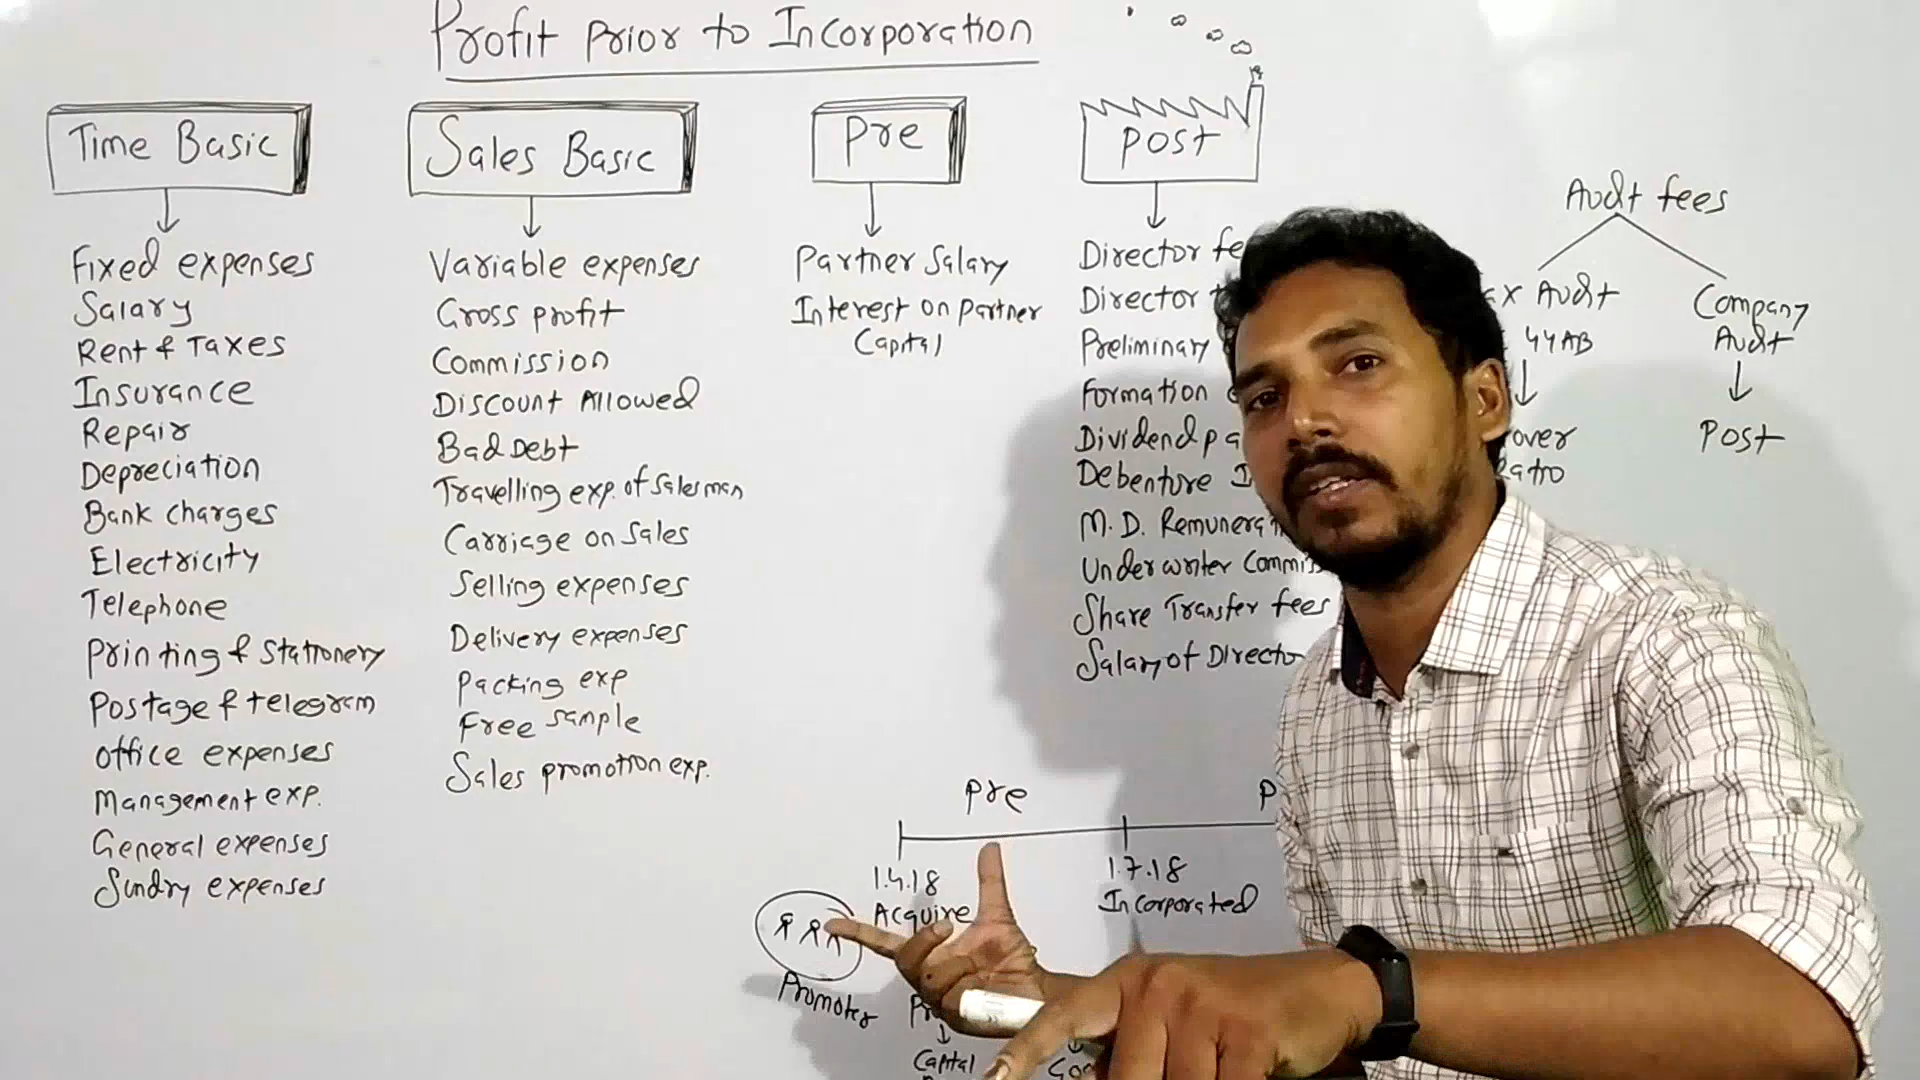 Profit prior to Incorporation
Time Basic
Fixed expenses
Salary
Rent & Taxes
Insurance
Repair
Depreciation
Bank charges
Electricity
Telephone
Printing & Stationery
Postage & telegram
Office expenses
Management exp.
General expenses
Sundry expenses
Sales Basic
Variable expenses
Gross profit
Commission
Discount Allowed
Bad Debt
Travelling exp. of Salesman
Carriage on Sales
Selling expenses
Delivery expenses
Packing exp
Free sample
Sales promotion exp.
Pre
Partner Salary
Interest on Partner
Capital
Post
Director
Director
Preliminary
Formation
Dividend
Debenture
M.D.
Underwriter
Share Transfer fees
Salary of
Audit fees
Audit
44AB
Company
Audit
Post
Pre
1.4.18
Acquire
1.7.18
Incorporated
Promoter
Capital